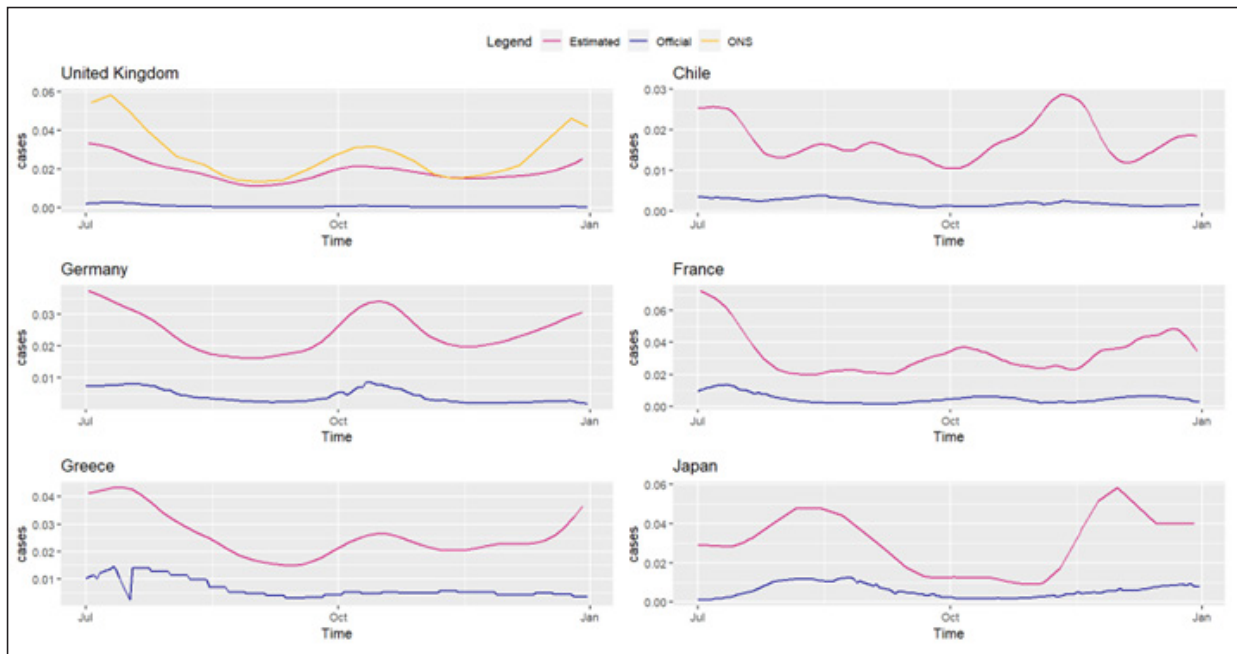 Legend Estimated Official ONS
United Kingdom
cases
0.06
0.04
0.02
0.00
Jul Oct Jan
Time
Chile
cases
0.03
0.02
0.01
0.00
Jul Oct Jan
Time
Germany
cases
0.03
0.02
0.01
Jul Oct Jan
Time
France
cases
0.06
0.04
0.02
0.00
Jul Oct Jan
Time
Greece
cases
0.04
0.03
0.02
0.01
Jul Oct Jan
Time
Japan
cases
0.06
0.04
0.02
0.00
Jul Oct Jan
Time